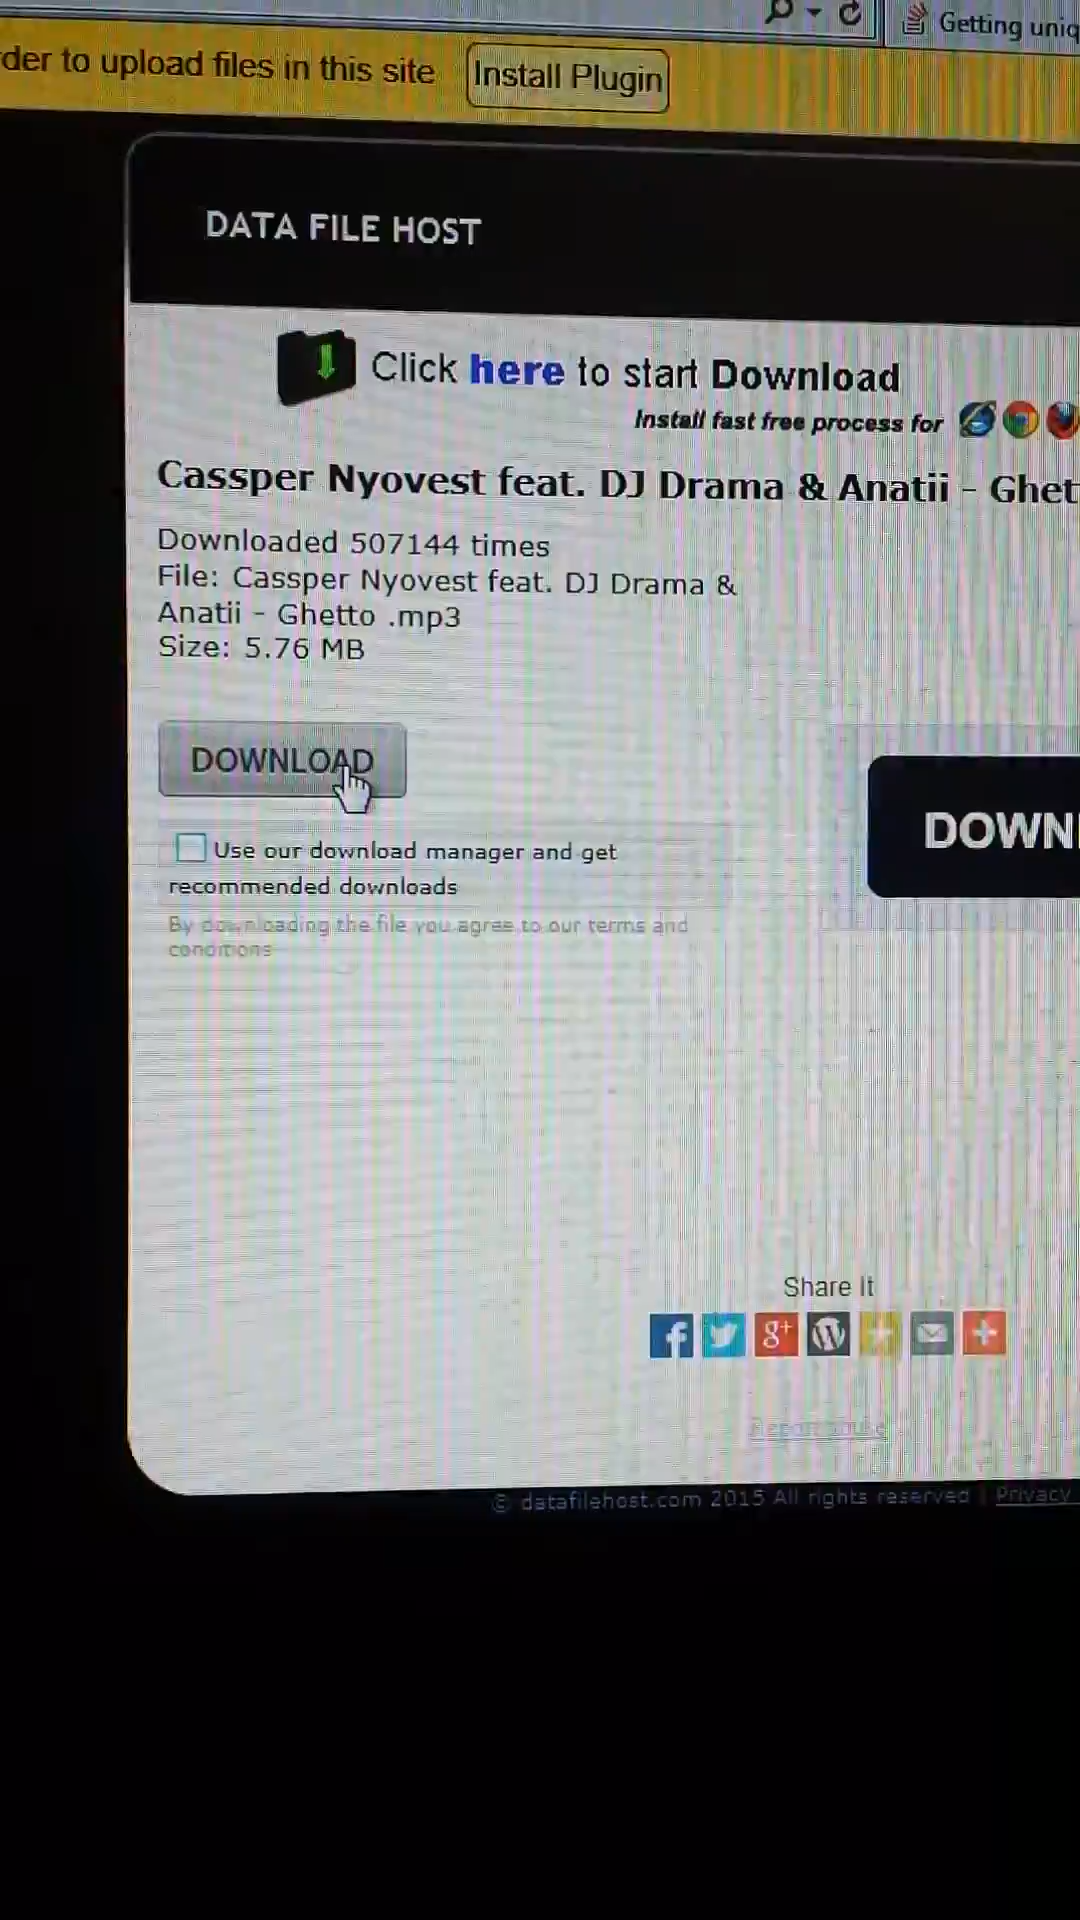 Getting uniq
der to upload files in this site
Install Plugin
DATA FILE HOST
Click here to start Download
Install fast free process for
Cassper Nyovest feat. DJ Drama & Anatii - Ghet
Downloaded 507144 times
File: Cassper Nyovest feat. DJ Drama &
Anatii - Ghetto .mp3
Size: 5.76 MB
DOWNLOAD
DOWNL
Use our download manager and get
recommended downloads
By downloading the file you agree to our terms and
conditions
Share It
f
g+
W
Report abuse
© datafilehost.com 2015 All rights reserved | Privacy